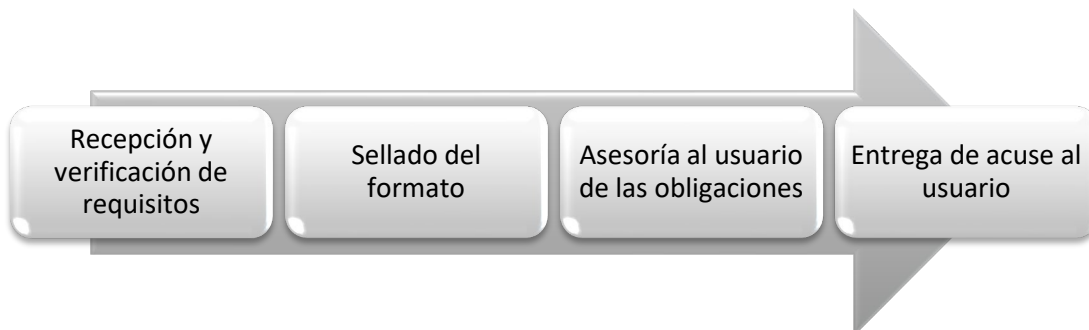 Recepción y
verificación de
requisitos
Sellado del
formato
Asesoría al usuario
de las obligaciones
Entrega de acuse al
usuario